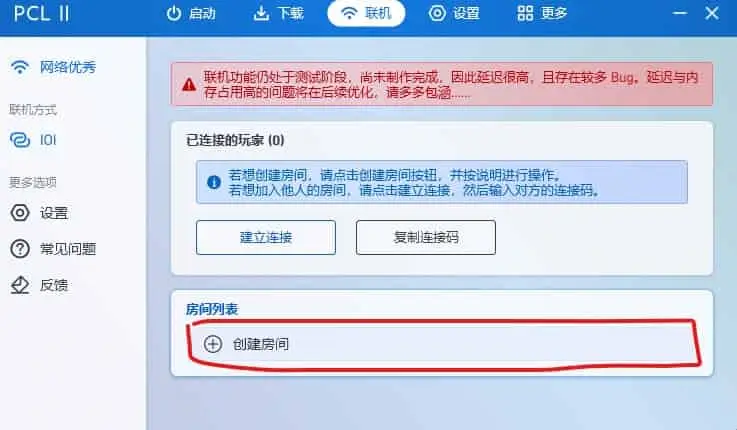 PCL II
启动
下载
联机
设置
更多
网络优秀
联机方式
IOI
更多选项
设置
常见问题
反馈
联机功能仍处于测试阶段，尚未制作完成，因此延迟很高，且存在较多 Bug。延迟与内
存占用高的问题将在后续优化，请多多包涵......
已连接的玩家 (0)
若想创建房间，请点击创建房间按钮，并按说明进行操作。
若想加入他人的房间，请点击建立连接，然后输入对方的连接码。
建立连接
复制连接码
房间列表
创建房间